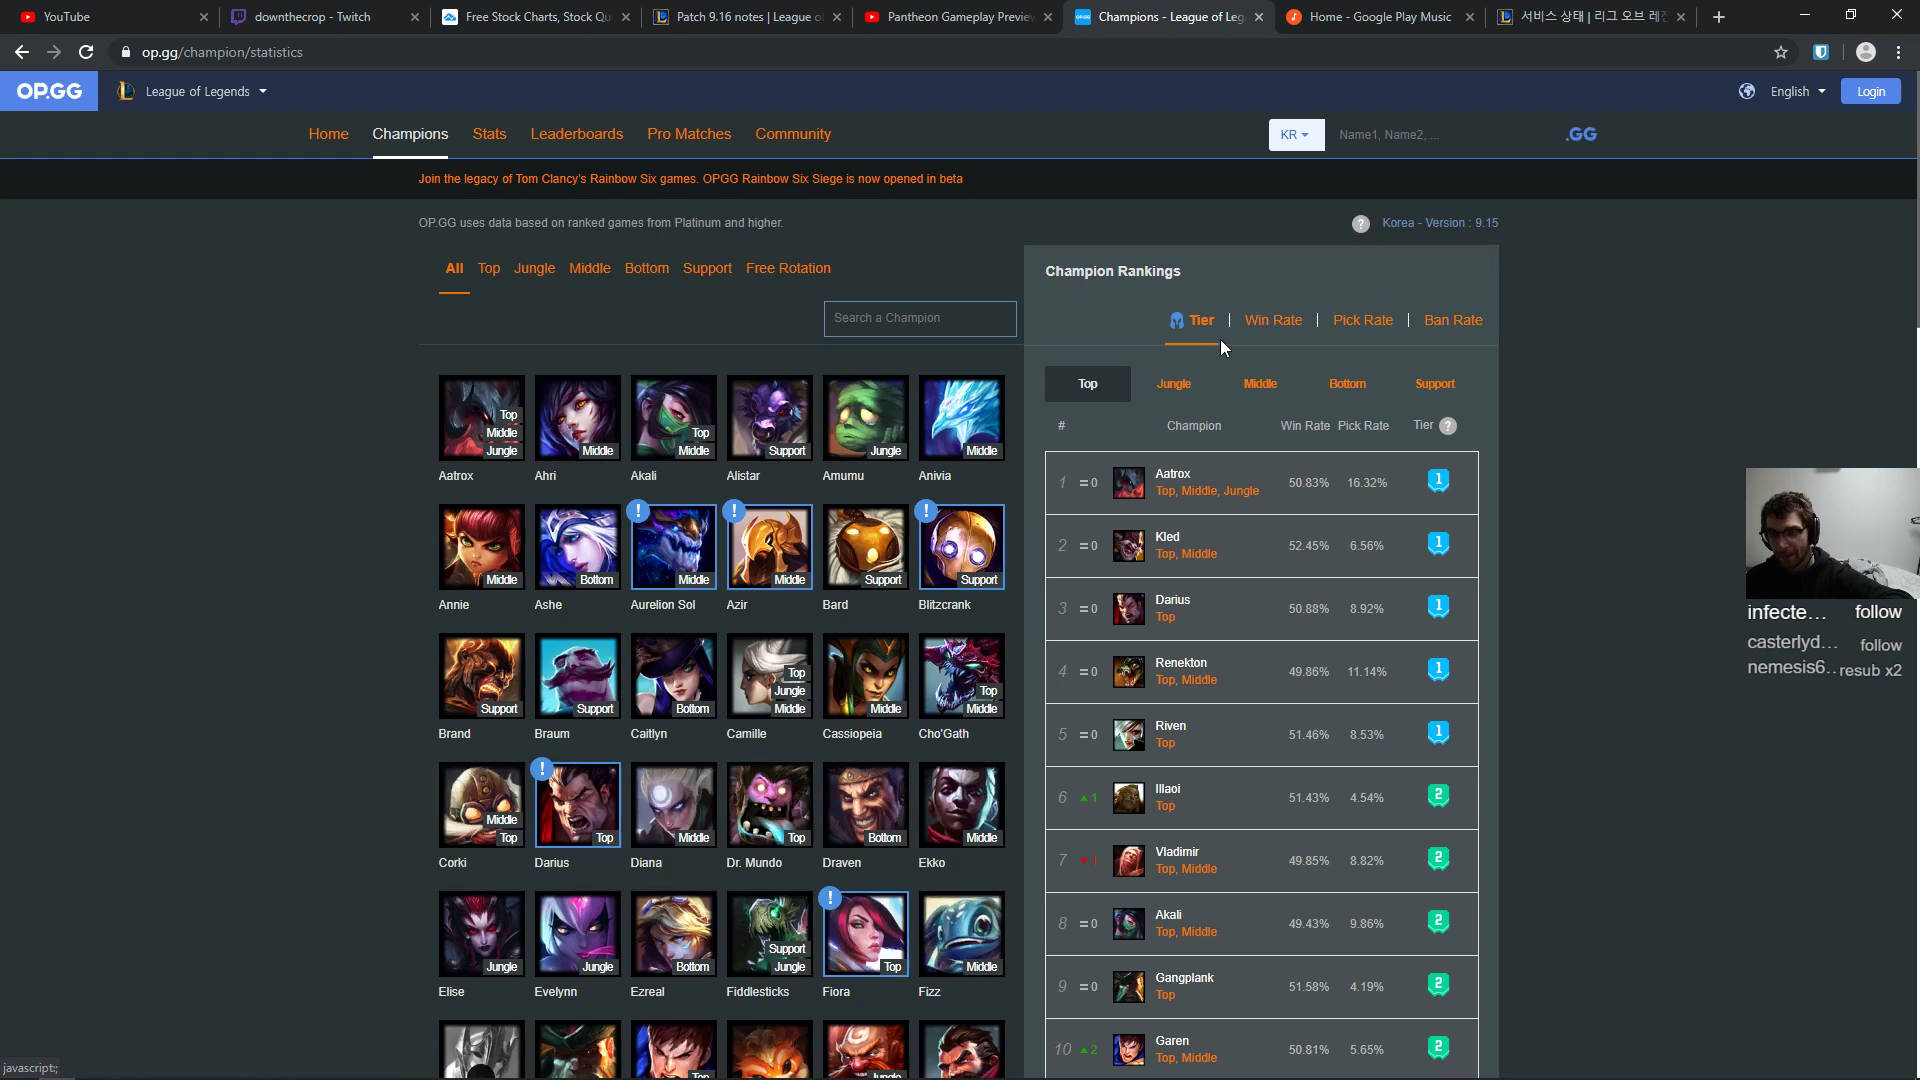 YouTube
downthecrop - Twitch
Free Stock Charts, Stock Qu
Patch 9.16 notes | League o
Pantheon Gameplay Preview
Champions - League of Leg
Home - Google Play Music
서비스 상태 | 리그 오브 레
op.gg/champion/statistics
OP.GG
League of Legends
English
Login
Home
Champions
Stats
Leaderboards
Pro Matches
Community
KR
Name1, Name2, ...
.GG
Join the legacy of Tom Clancy's Rainbow Six games. OPGG Rainbow Six Siege is now opened in beta
OP.GG uses data based on ranked games from Platinum and higher.
? Korea - Version : 9.15
All Top Jungle Middle Bottom Support Free Rotation
Search a Champion
Top
Middle
Jungle
Aatrox
Middle
Ahri
Top
Middle
Akali
Support
Alistar
Jungle
Amumu
Middle
Anivia
Middle
Annie
Bottom
Ashe
!
Middle
Aurelion Sol
!
Middle
Azir
Support
Bard
!
Support
Blitzcrank
Support
Brand
Support
Braum
Bottom
Caitlyn
Top
Jungle
Middle
Camille
Middle
Cassiopeia
Top
Middle
Cho'Gath
Middle
Top
Corki
!
Top
Darius
Middle
Diana
Top
Dr. Mundo
Bottom
Draven
Middle
Ekko
Jungle
Elise
Jungle
Evelynn
Bottom
Ezreal
Support
Jungle
Fiddlesticks
!
Top
Fiora
Middle
Fizz
Top
Jungle
Champion Rankings
Tier | Win Rate | Pick Rate | Ban Rate
Top Jungle Middle Bottom Support
# Champion Win Rate Pick Rate Tier ?
1 =0 Aatrox 50.83% 16.32% 1
Top, Middle, Jungle
2 =0 Kled 52.45% 6.56% 1
Top, Middle
3 =0 Darius 50.88% 8.92% 1
Top
4 =0 Renekton 49.86% 11.14% 1
Top, Middle
5 =0 Riven 51.46% 8.53% 1
Top
6 ▲1 Illaoi 51.43% 4.54% 2
Top
7 ▼1 Vladimir 49.85% 8.82% 2
Top, Middle
8 =0 Akali 49.43% 9.86% 2
Top, Middle
9 =0 Gangplank 51.58% 4.19% 2
Top
10 ▲2 Garen 50.81% 5.65% 2
Top, Middle
infecte... follow
casterlyd... follow
nemesis6.. resub x2
javascript:;